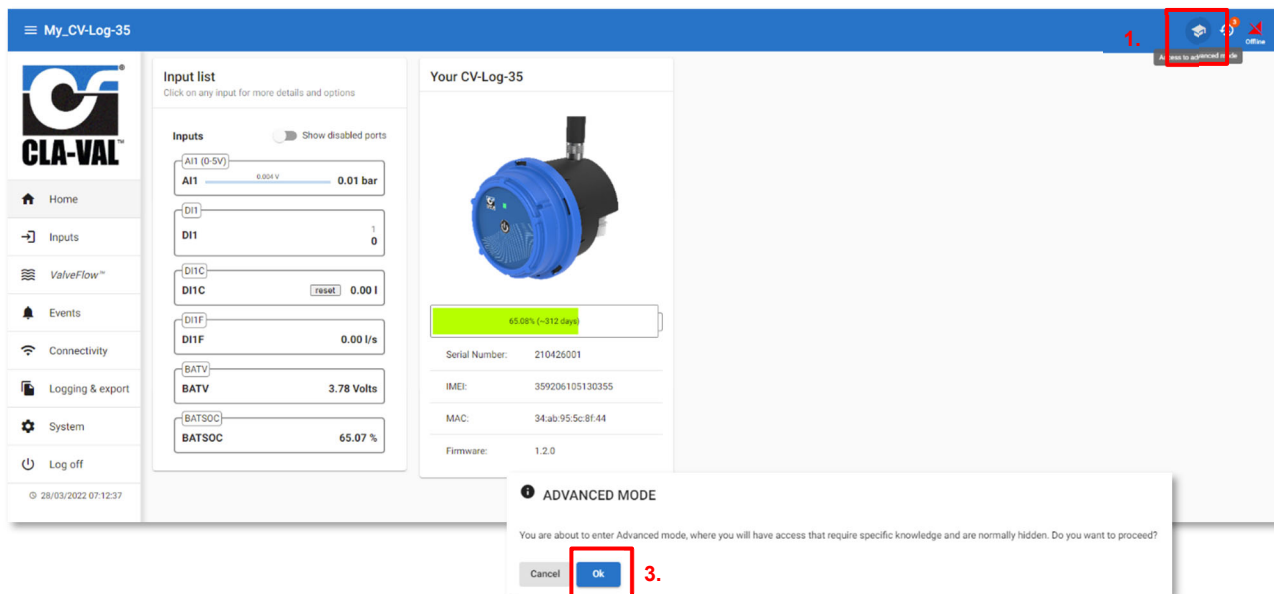 My_CV-Log-35
1.
3
Offline
Access to advanced mode
CLA-VAL™
Home
Inputs
ValveFlow™
Events
Connectivity
Logging & export
System
Log off
28/03/2022 07:12:37
Input list
Click on any input for more details and options
Inputs
Show disabled ports
AI1 (0-5V)
AI1 0.004 V 0.01 bar
DI1
1
DI1 0
DI1C
DI1C reset 0.00 l
DI1F
DI1F 0.00 l/s
BATV
BATV 3.78 Volts
BATSOC
BATSOC 65.07 %
Your CV-Log-35
65.08% (~312 days)
Serial Number: 210426001
IMEI: 359206105130355
MAC: 34:ab:95:5c:8f:44
Firmware: 1.2.0
ADVANCED MODE
You are about to enter Advanced mode, where you will have access that require specific knowledge and are normally hidden. Do you want to proceed?
Cancel
Ok
3.